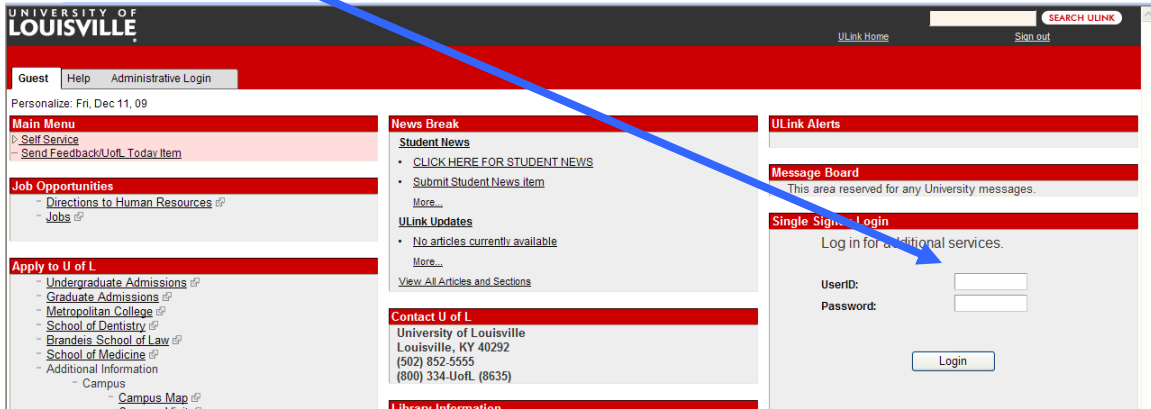 UNIVERSITY OF
LOUISVILLE
SEARCH ULINK
ULink Home
Sign out
Guest
Help
Administrative Login
Personalize: Fri, Dec 11, 09
Main Menu
Self Service
Send Feedback/UofL Today Item
Job Opportunities
Directions to Human Resources
Jobs
Apply to U of L
Undergraduate Admissions
Graduate Admissions
Metropolitan College
School of Dentistry
Brandeis School of Law
School of Medicine
Additional Information
Campus
Campus Map
News Break
Student News
CLICK HERE FOR STUDENT NEWS
Submit Student News item
More...
ULink Updates
No articles currently available
More...
View All Articles and Sections
Contact U of L
University of Louisville
Louisville, KY 40292
(502) 852-5555
(800) 334-UofL (8635)
Library Information
ULink Alerts
Message Board
This area reserved for any University messages.
Single Login
Log in for additional services.
UserID:
Password:
Login